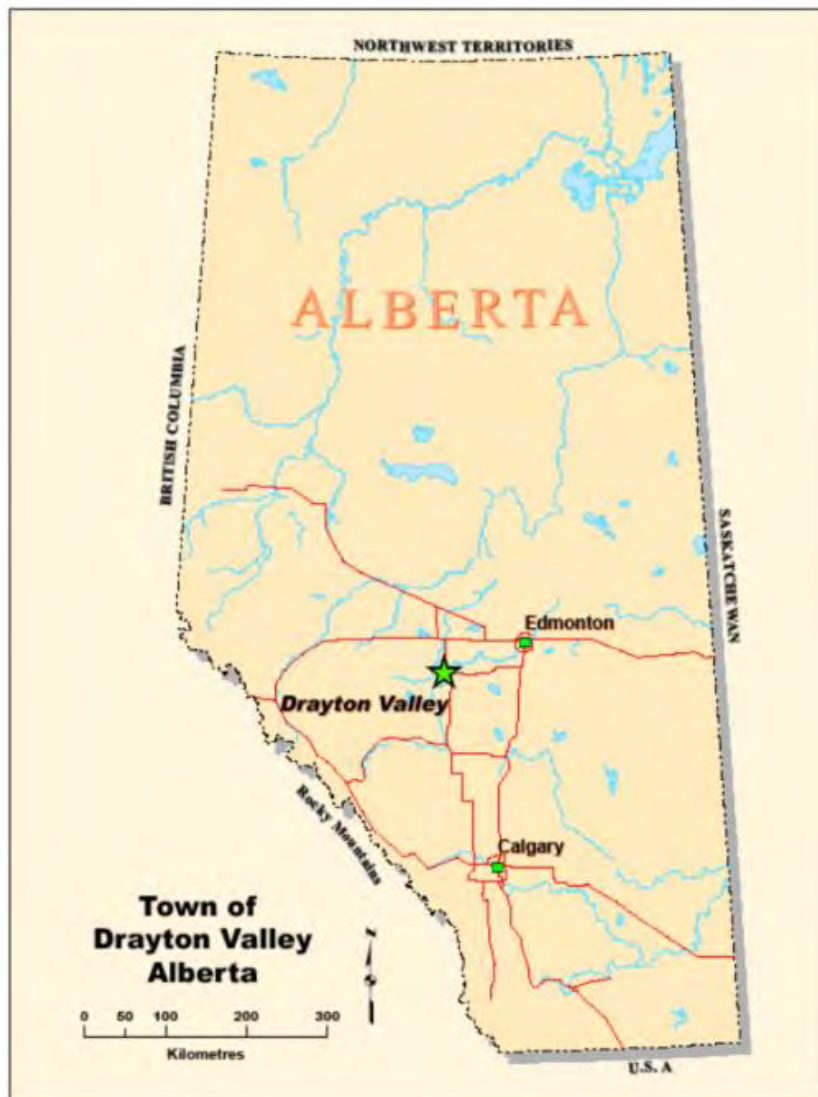 NORTHWEST TERRITORIES
ALBERTA
BRITISH COLUMBIA
SASKATCHEWAN
Edmonton
Drayton Valley
Rocky Mountains
Calgary
Town of
Drayton Valley
Alberta
N
0 50 100 200 300
Kilometres
U.S. A